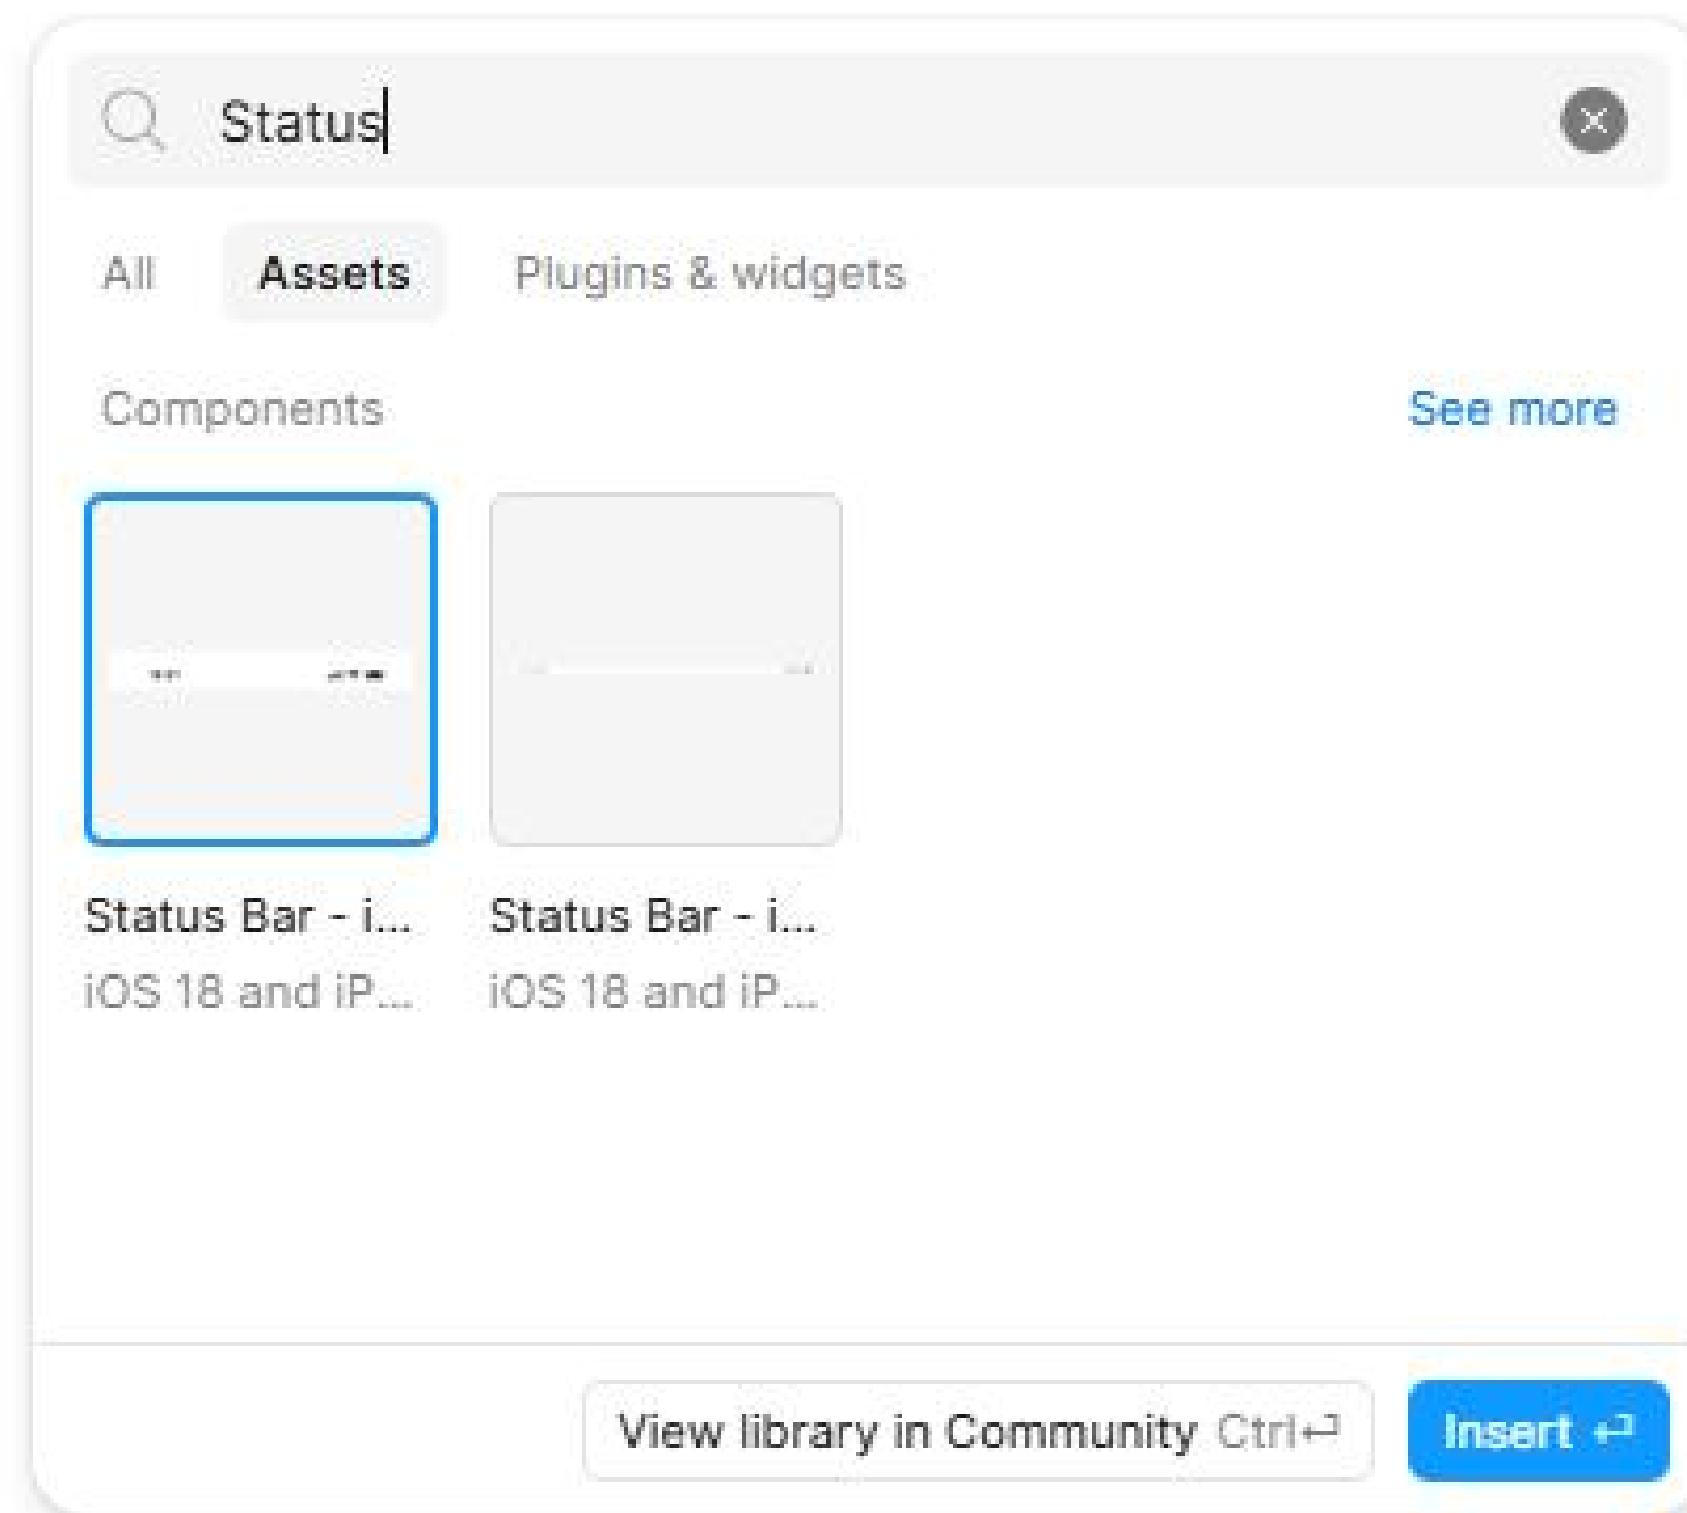 Status
All Assets Plugins & widgets
Components See more
Status Bar - i... Status Bar - i...
iOS 18 and iP... iOS 18 and iP...
View library in Community Ctrl⏎ Insert ⏎